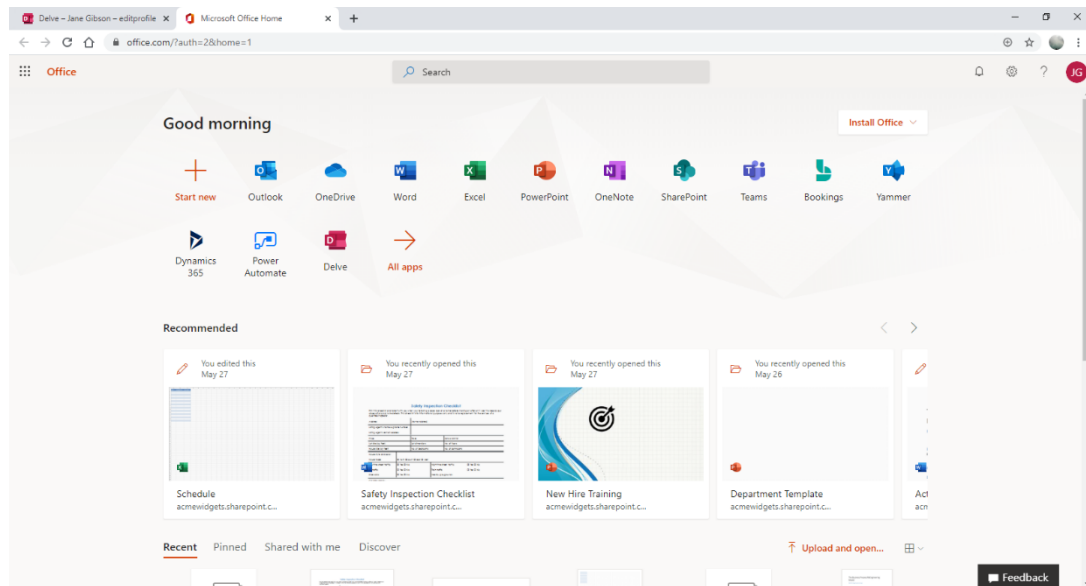 Delve – Jane Gibson – editprofile
Microsoft Office Home
office.com/?auth=2&home=1
Office
Search
JG
Good morning
Install Office
Start new
Outlook
OneDrive
Word
Excel
PowerPoint
OneNote
SharePoint
Teams
Bookings
Yammer
Dynamics
365
Power
Automate
Delve
All apps
Recommended
You edited this
May 27
You recently opened this
May 27
You recently opened this
May 27
You recently opened this
May 26
Safety Inspection Checklist
Schedule
acmewidgets.sharepoint.c...
Safety Inspection Checklist
acmewidgets.sharepoint.c...
New Hire Training
acmewidgets.sharepoint.c...
Department Template
acmewidgets.sharepoint.c...
Act
acn
Recent
Pinned
Shared with me
Discover
Upload and open...
Feedback